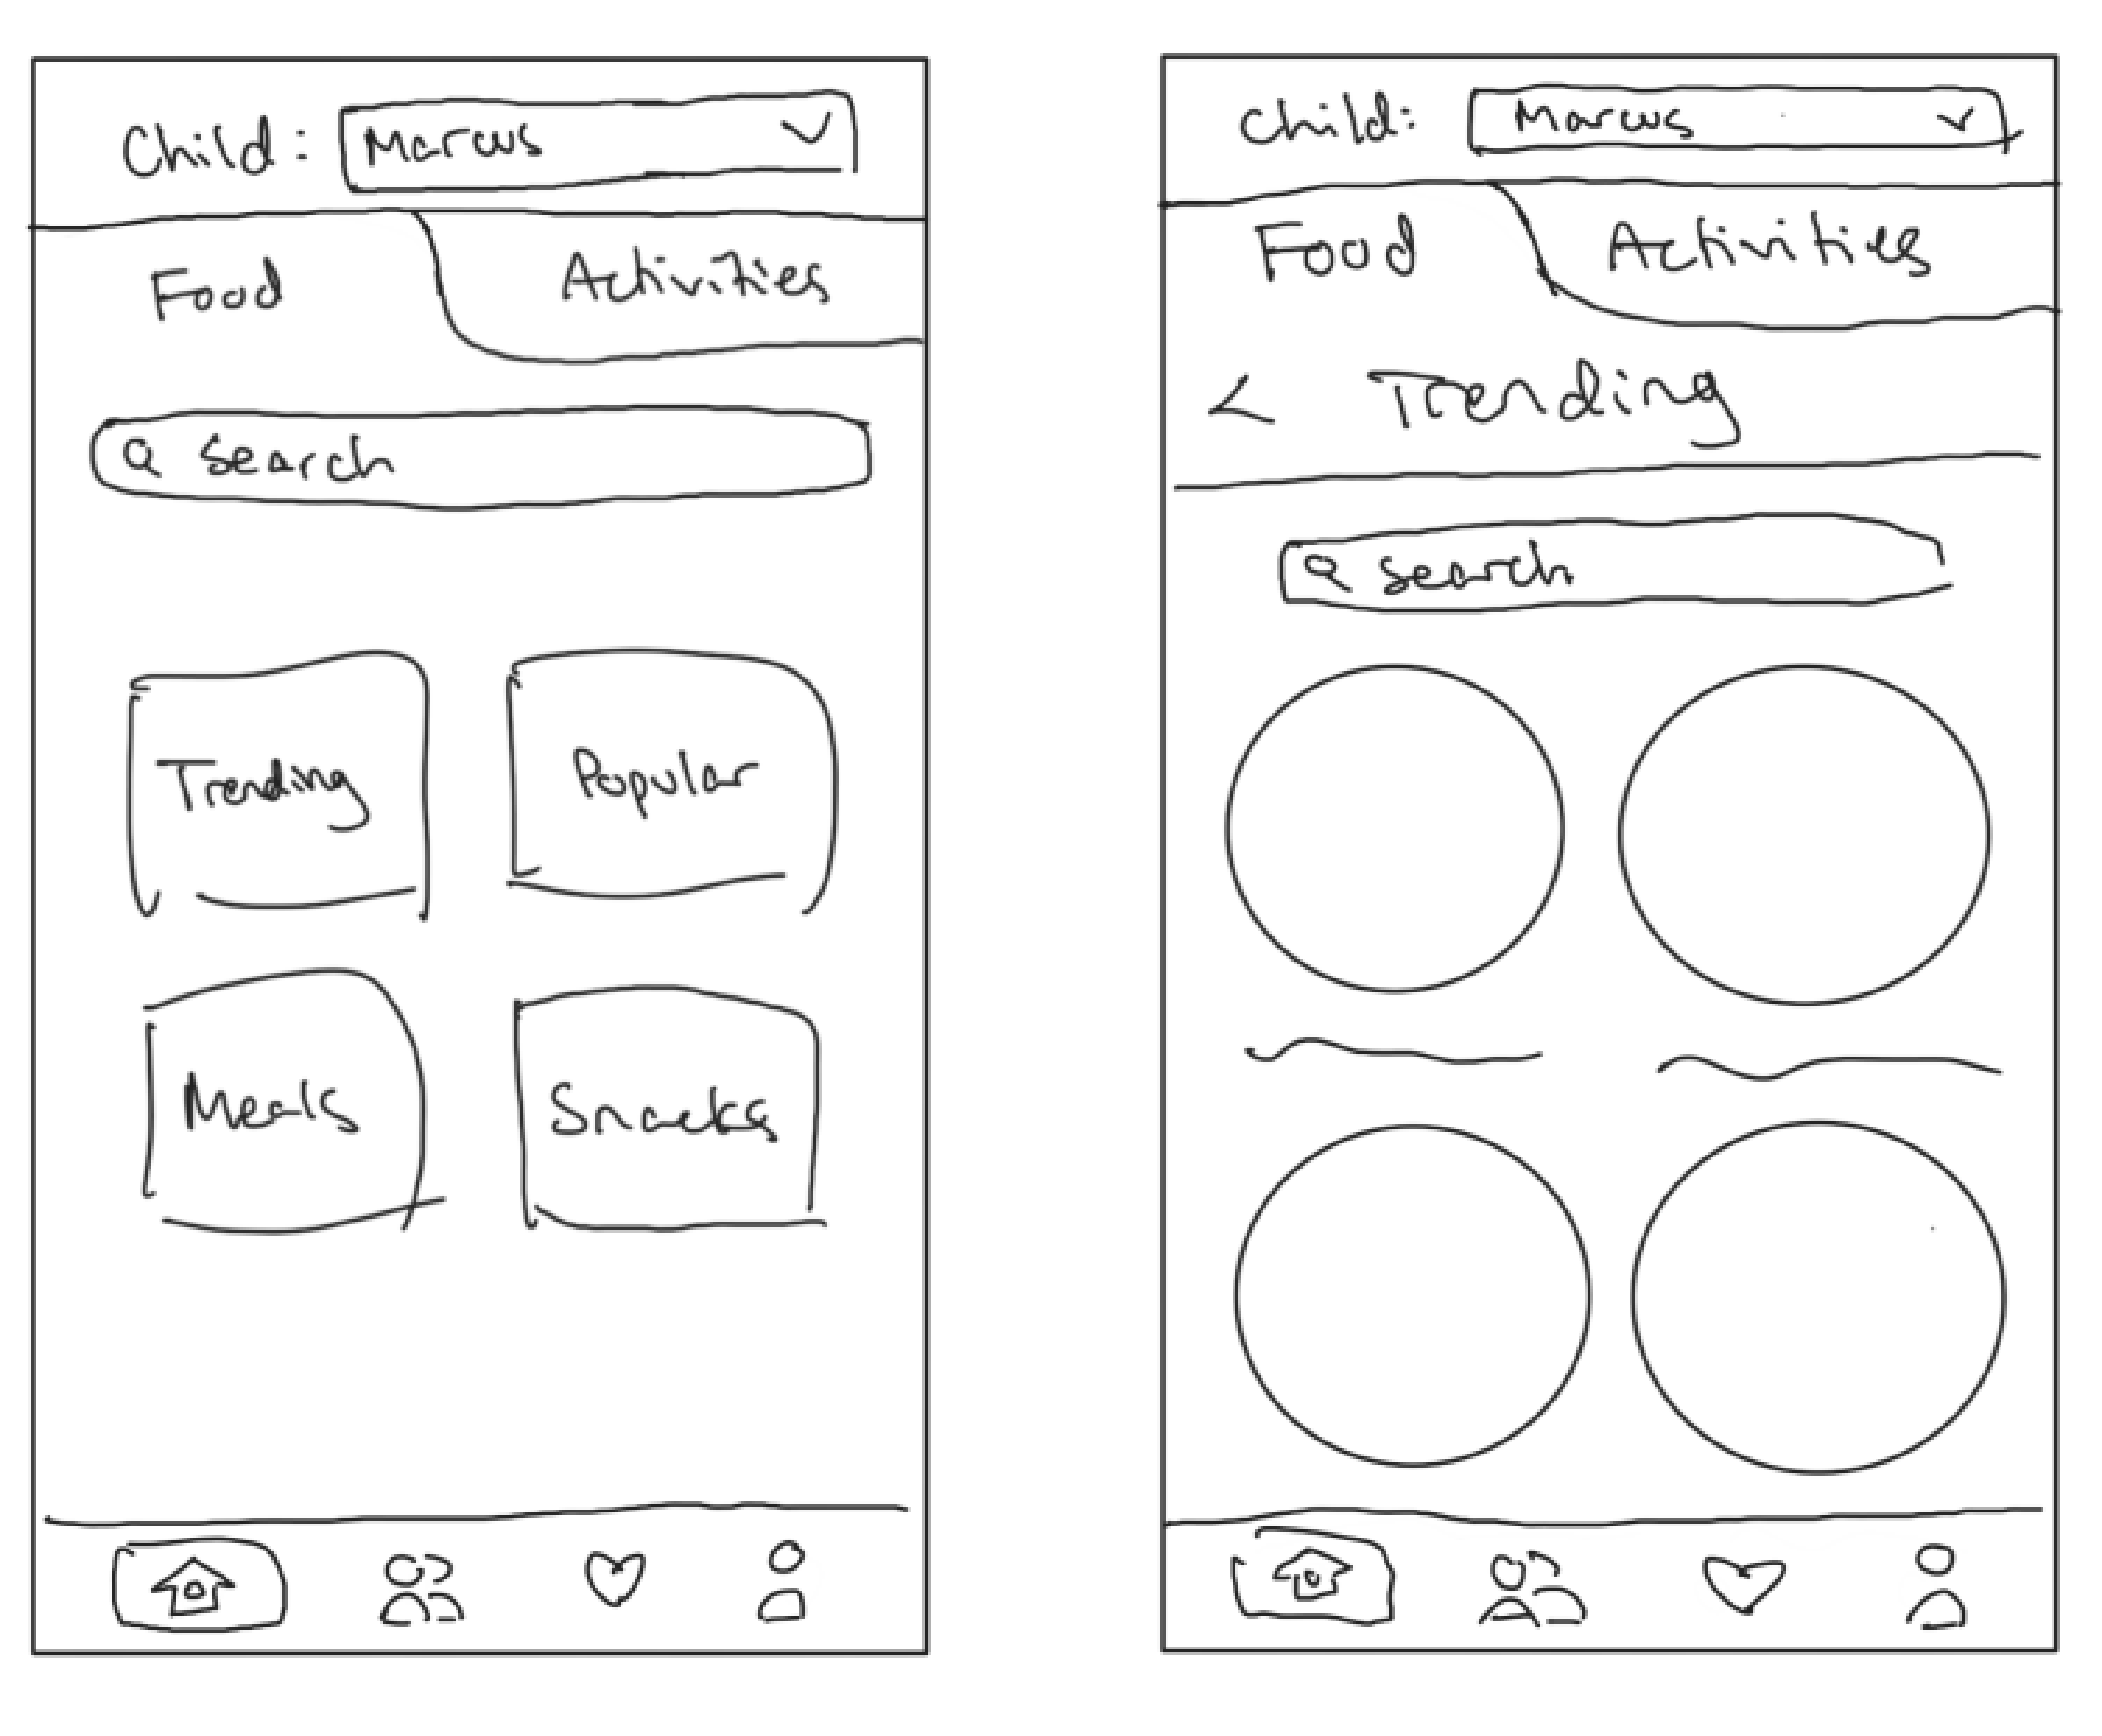 Child: Marcus
Food Activities
search
Trending Popular
Meals Snacks
Child: Marcus
Food Activities
< Trending
search